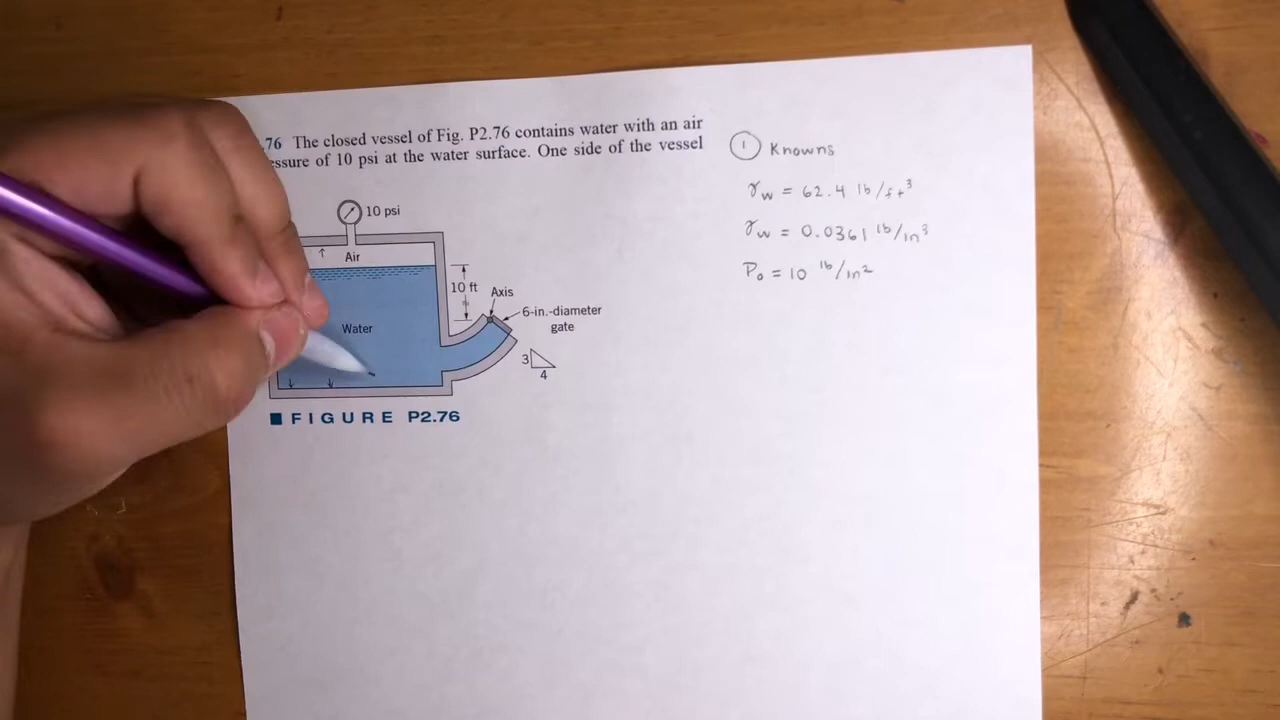 .76 The closed vessel of Fig. P2.76 contains water with an air
ssure of 10 psi at the water surface. One side of the vessel
10 psi
Air
10 ft
Axis
6-in.-diameter
gate
Water
3
4
■ FIGURE P2.76
① Knowns
γw = 62.4 lb/ft³
γw = 0.0361 lb/in³
P₀ = 10 lb/in²